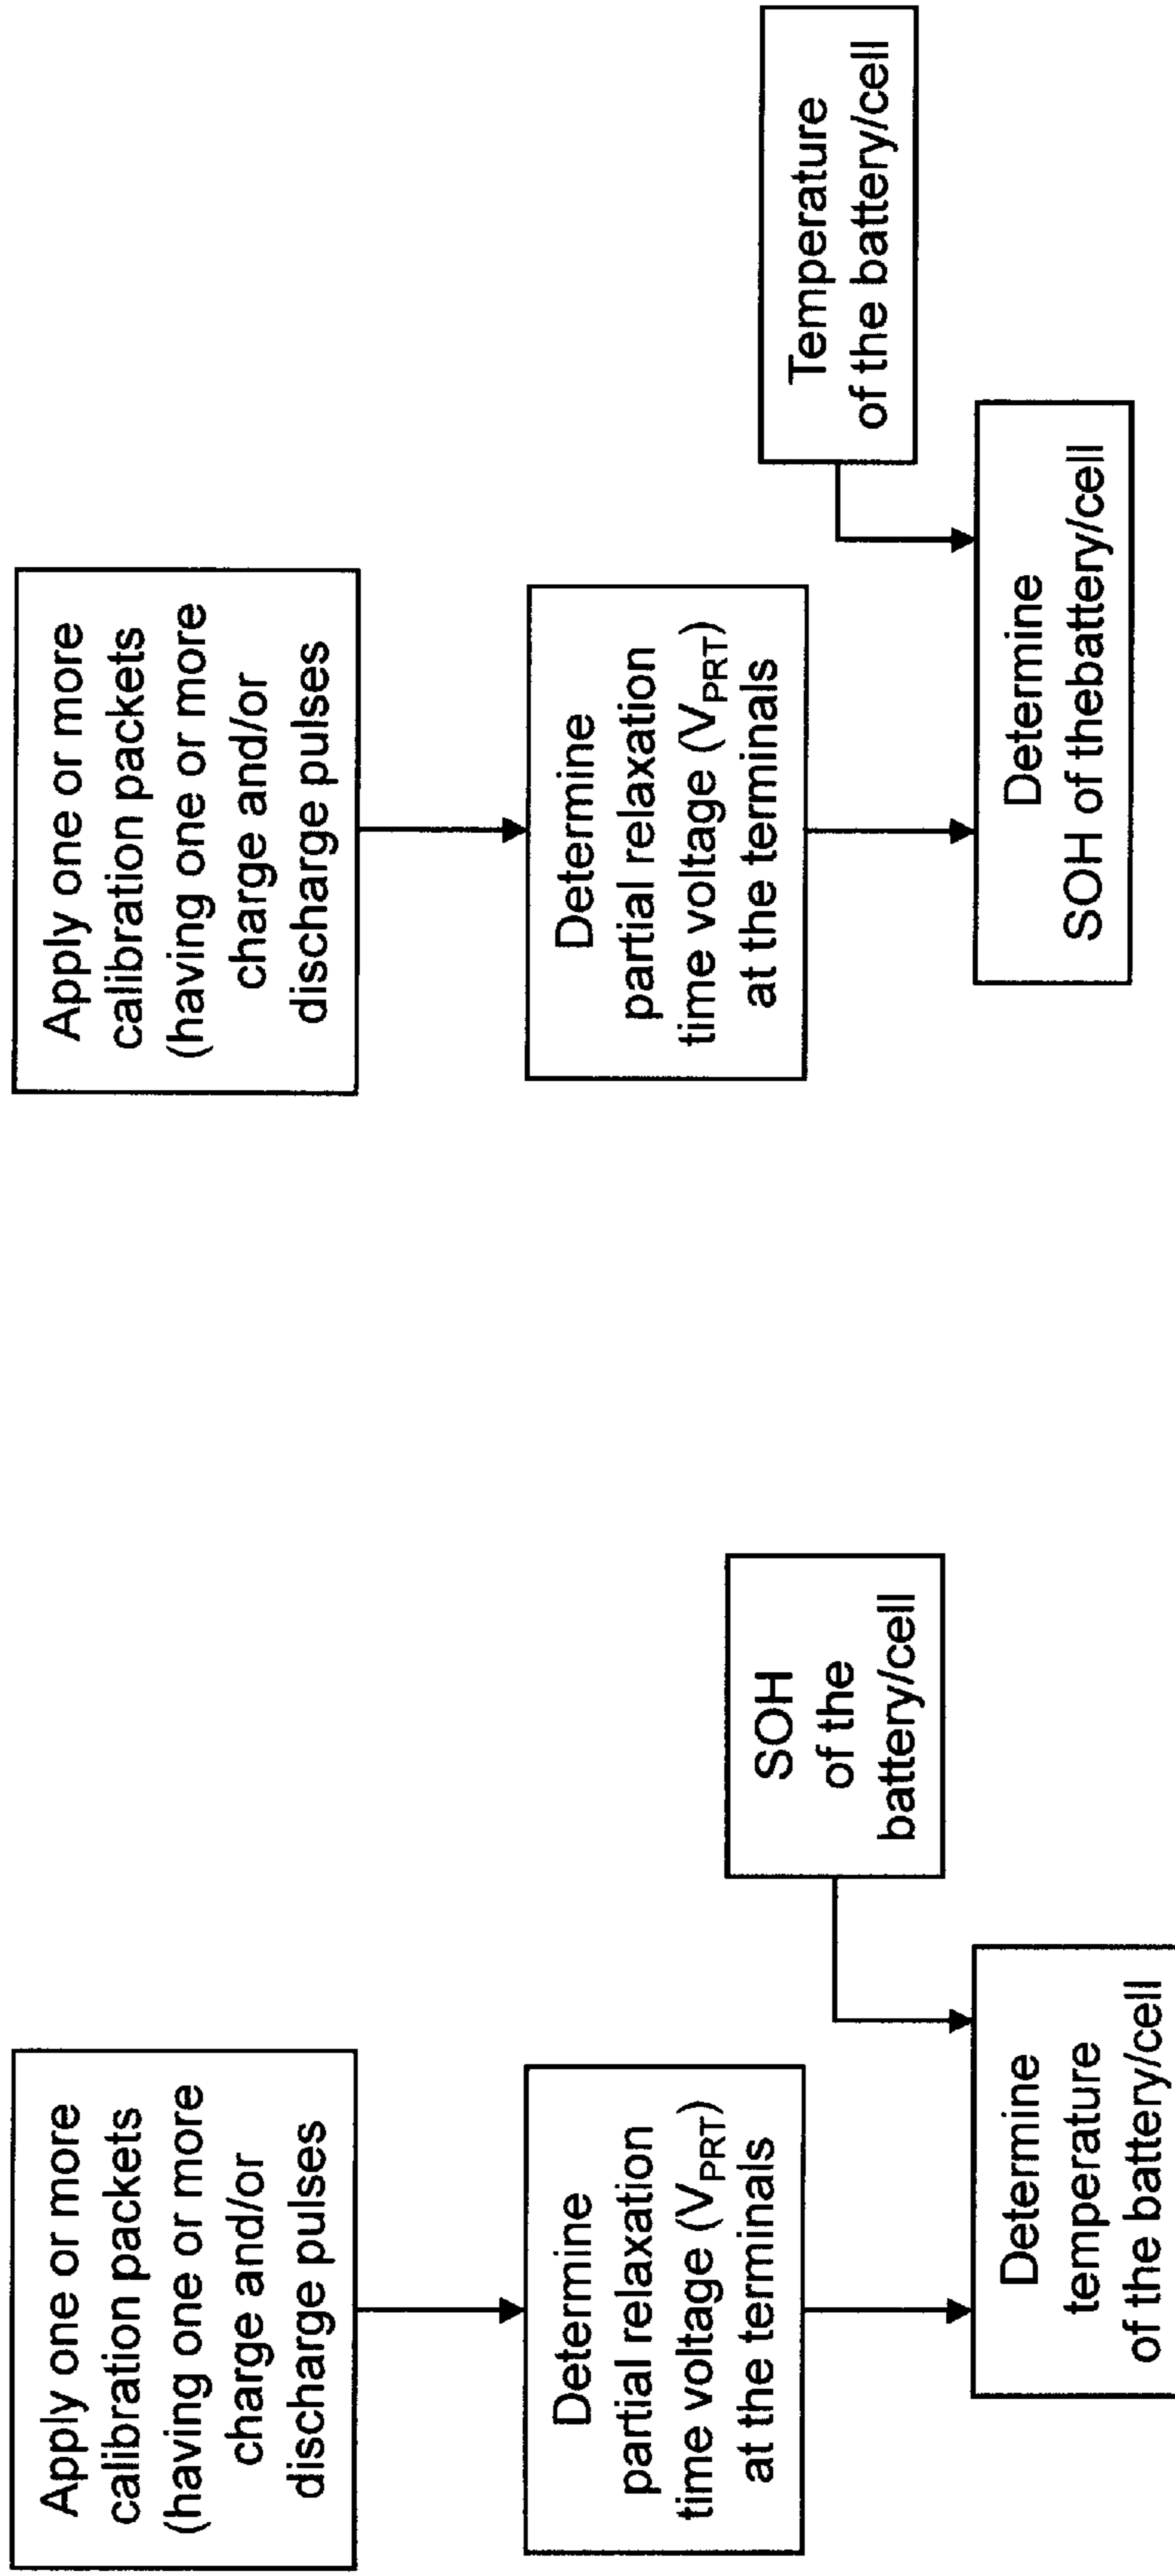 Apply one or more
calibration packets
(having one or more
charge and/or
discharge pulses
Determine
partial relaxation
time voltage (VPRT)
at the terminals
SOH
of the
battery/cell
Determine
temperature
of the battery/cell
Apply one or more
calibration packets
(having one or more
charge and/or
discharge pulses
Determine
partial relaxation
time voltage (VPRT)
at the terminals
Temperature
of the battery/cell
Determine
SOH of thebattery/cell